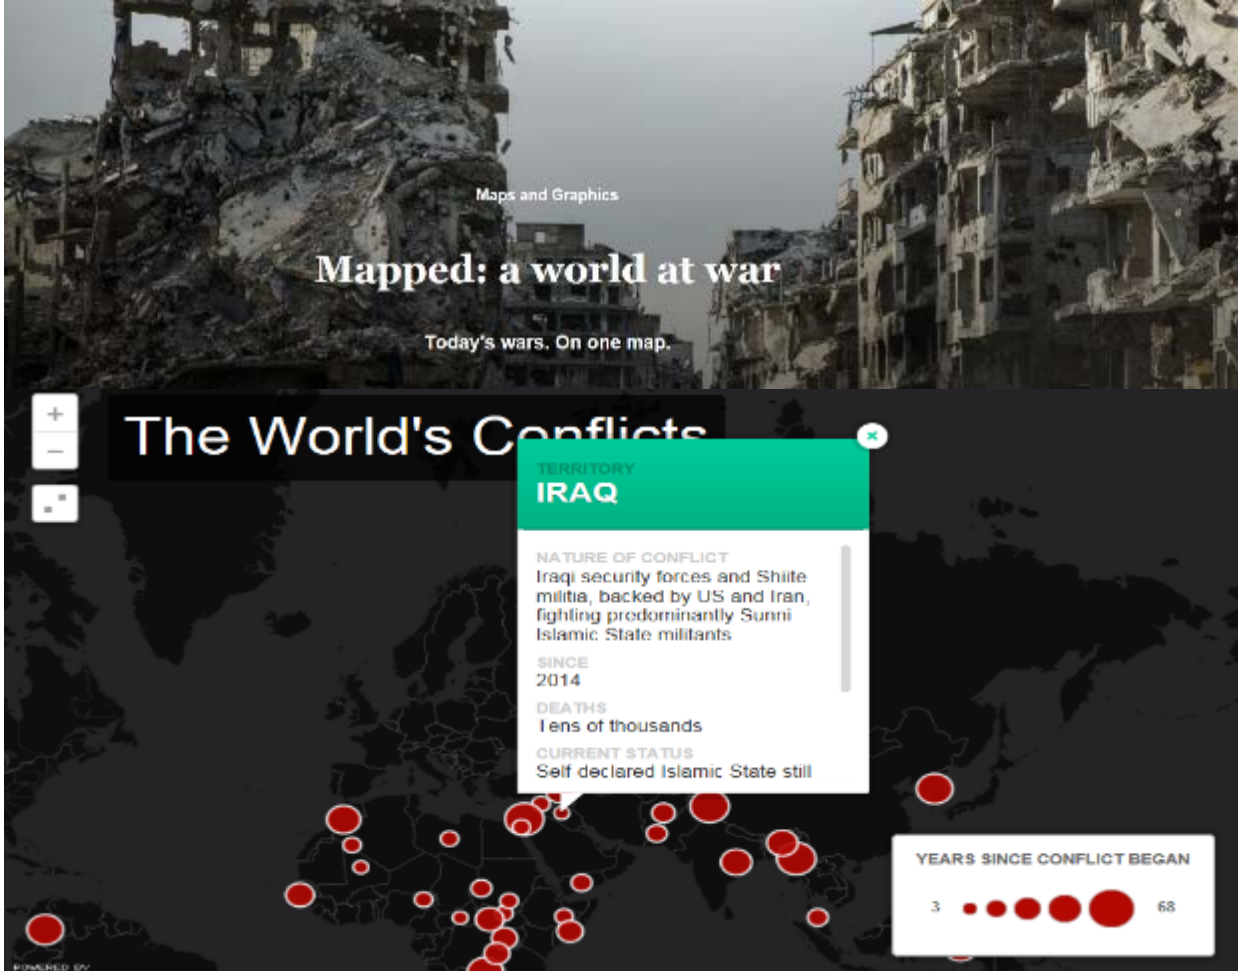 Maps and Graphics
Mapped: a world at war
Today's wars. On one map.
+
The World's Conflicts
−
×
TERRITORY
IRAQ
NATURE OF CONFLICT
Iraqi security forces and Shiite
militia, backed by US and Iran,
fighting predominantly Sunni
Islamic State militants
SINCE
2014
DEATHS
Tens of thousands
CURRENT STATUS
Self declared Islamic State still
YEARS SINCE CONFLICT BEGAN
3 68
POWERED BY